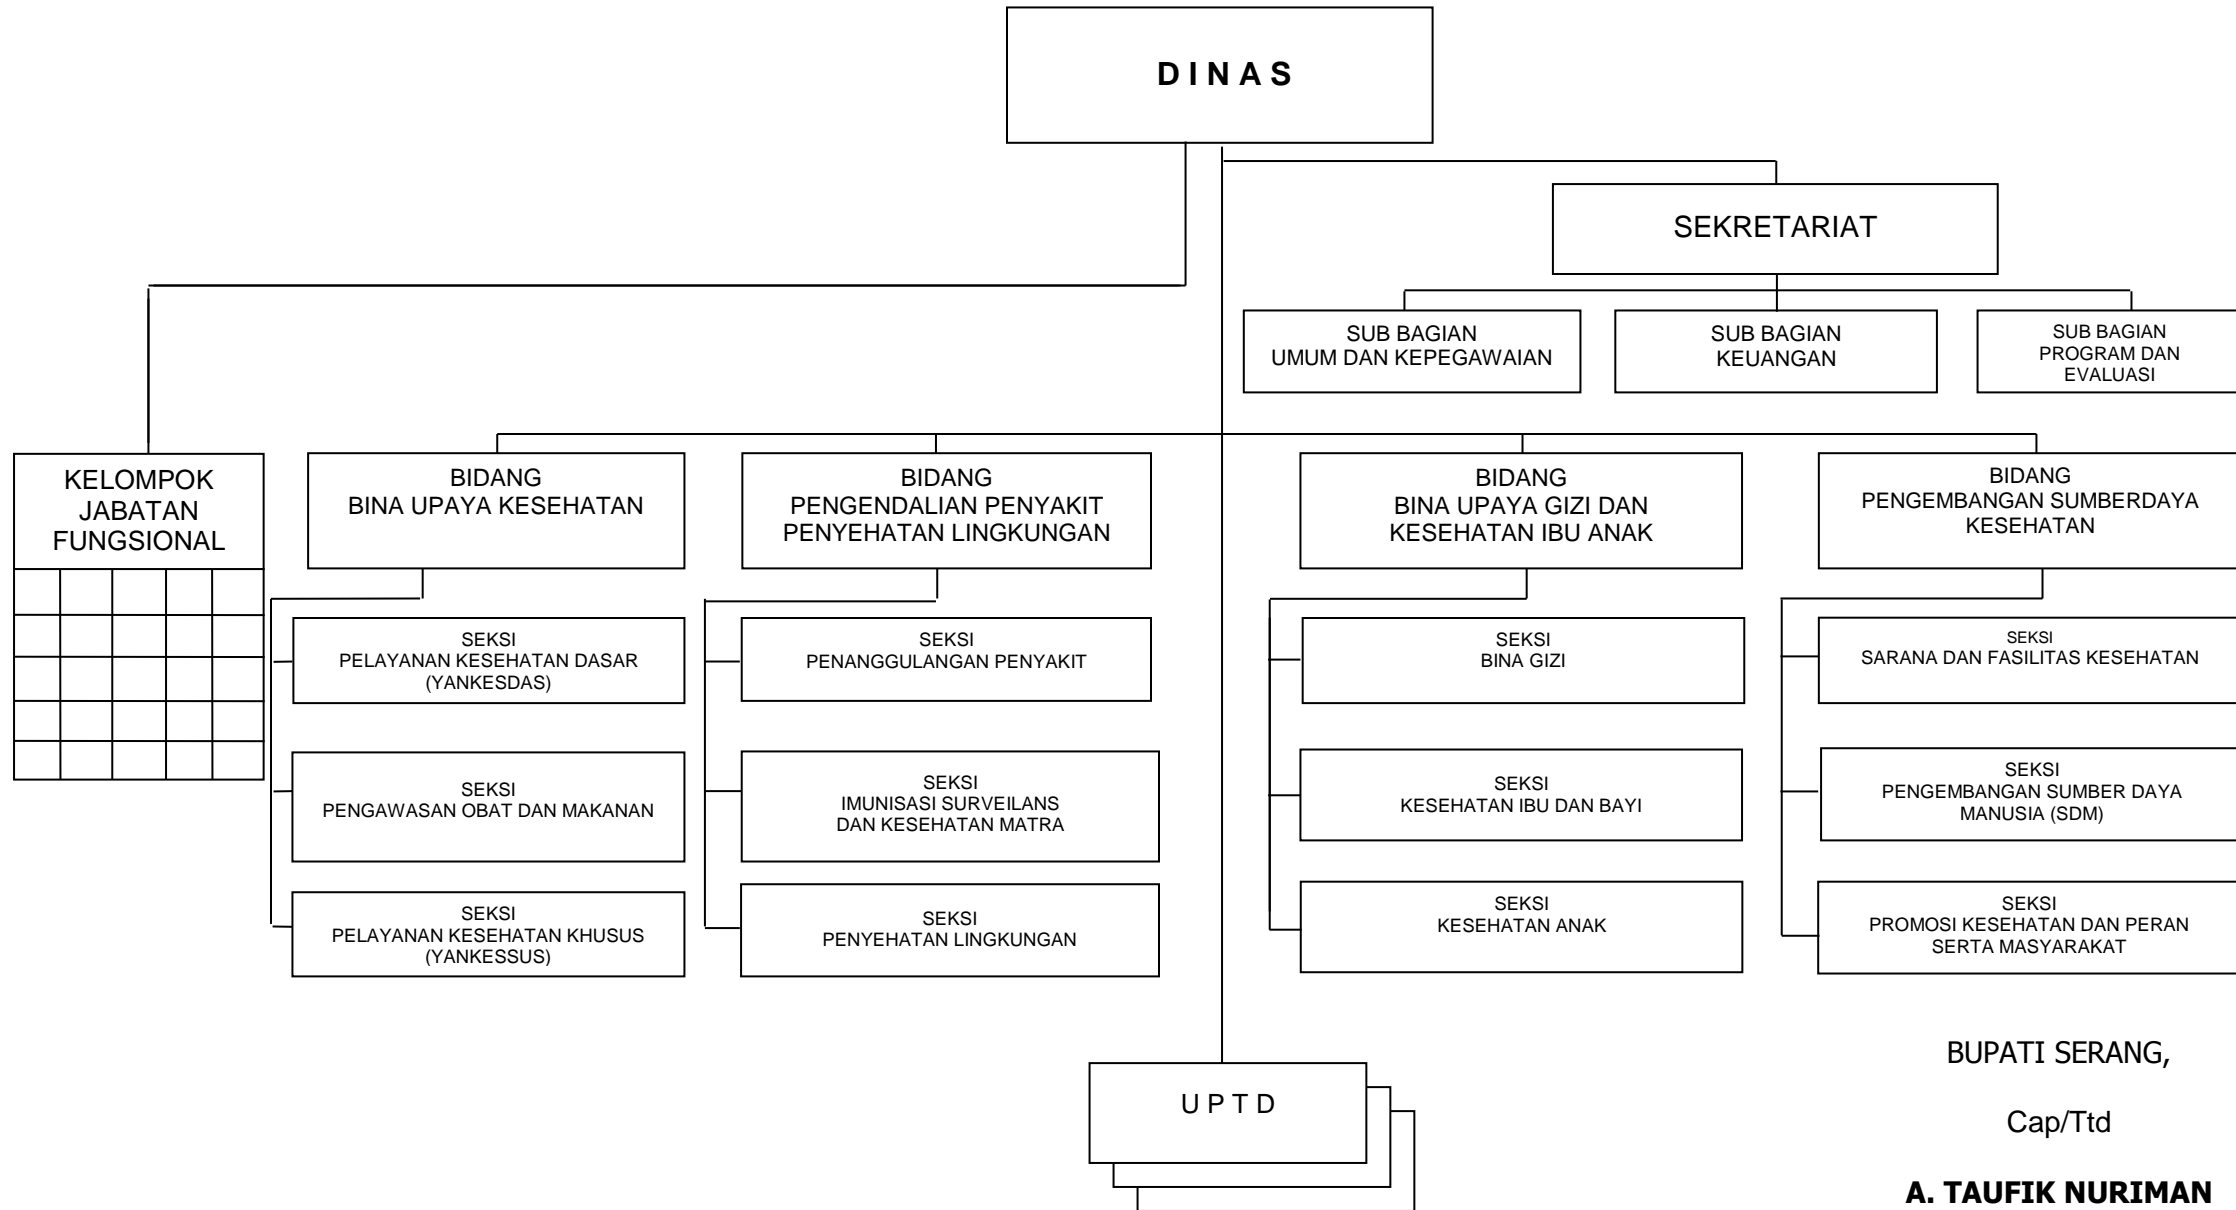 D I N A S
SEKRETARIAT
SUB BAGIAN
UMUM DAN KEPEGAWAIAN
SUB BAGIAN
KEUANGAN
SUB BAGIAN
PROGRAM DAN
EVALUASI
KELOMPOK
JABATAN
FUNGSIONAL
BIDANG
BINA UPAYA KESEHATAN
BIDANG
PENGENDALIAN PENYAKIT
PENYEHATAN LINGKUNGAN
BIDANG
BINA UPAYA GIZI DAN
KESEHATAN IBU ANAK
BIDANG
PENGEMBANGAN SUMBERDAYA
KESEHATAN
SEKSI
PELAYANAN KESEHATAN DASAR
(YANKESDAS)
SEKSI
PENANGGULANGAN PENYAKIT
SEKSI
BINA GIZI
SEKSI
SARANA DAN FASILITAS KESEHATAN
SEKSI
PENGAWASAN OBAT DAN MAKANAN
SEKSI
IMUNISASI SURVEILANS
DAN KESEHATAN MATRA
SEKSI
KESEHATAN IBU DAN BAYI
SEKSI
PENGEMBANGAN SUMBER DAYA
MANUSIA (SDM)
SEKSI
PELAYANAN KESEHATAN KHUSUS
(YANKESSUS)
SEKSI
PENYEHATAN LINGKUNGAN
SEKSI
KESEHATAN ANAK
SEKSI
PROMOSI KESEHATAN DAN PERAN
SERTA MASYARAKAT
U P T D
BUPATI SERANG,
Cap/Ttd
A. TAUFIK NURIMAN